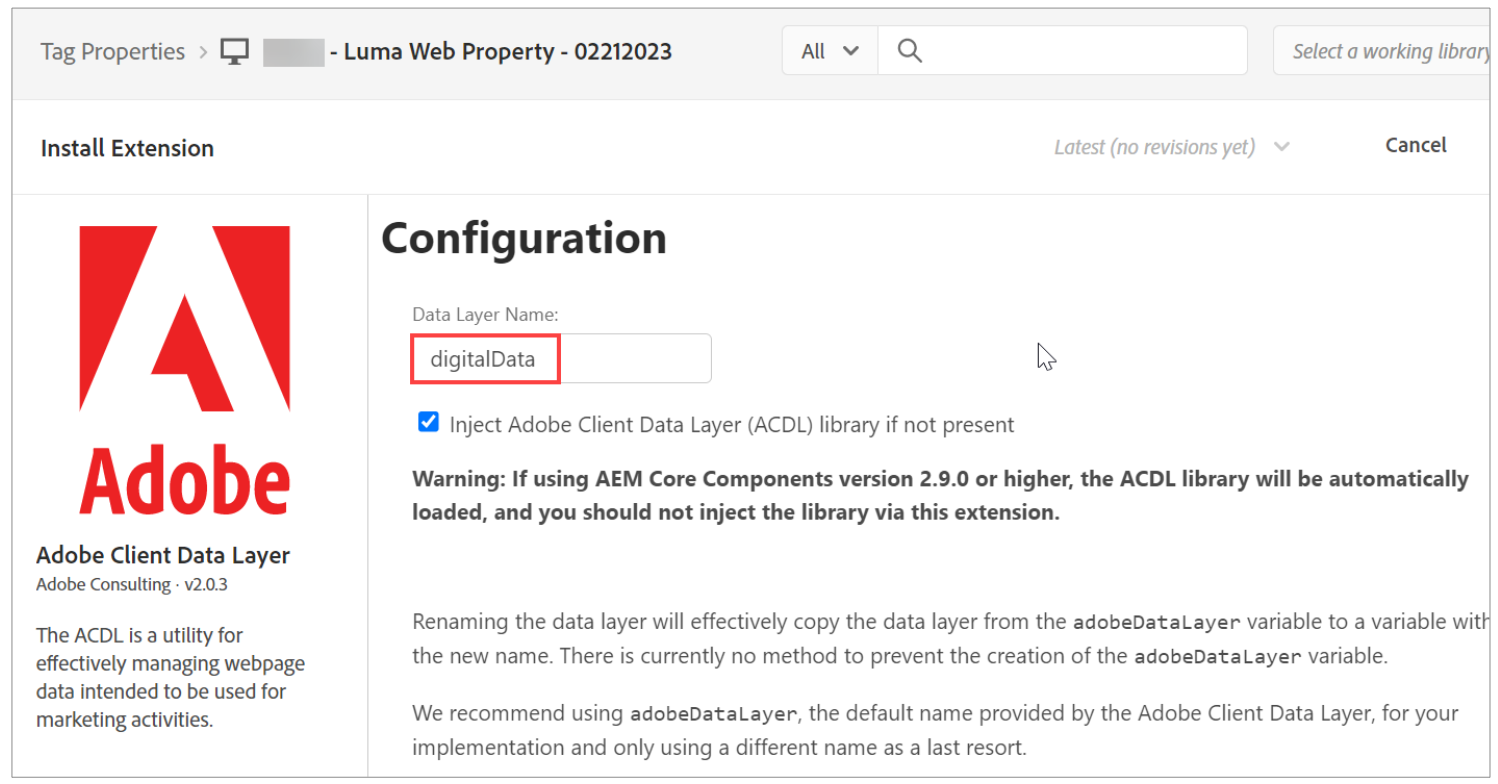 Tag Properties > - Luma Web Property - 02212023
All
Select a working library
Install Extension
Latest (no revisions yet)
Cancel
Adobe
Adobe Client Data Layer
Adobe Consulting · v2.0.3
The ACDL is a utility for
effectively managing webpage
data intended to be used for
marketing activities.
Configuration
Data Layer Name:
digitalData
Inject Adobe Client Data Layer (ACDL) library if not present
Warning: If using AEM Core Components version 2.9.0 or higher, the ACDL library will be automatically
loaded, and you should not inject the library via this extension.
Renaming the data layer will effectively copy the data layer from the adobeDataLayer variable to a variable with
the new name. There is currently no method to prevent the creation of the adobeDataLayer variable.
We recommend using adobeDataLayer, the default name provided by the Adobe Client Data Layer, for your
implementation and only using a different name as a last resort.